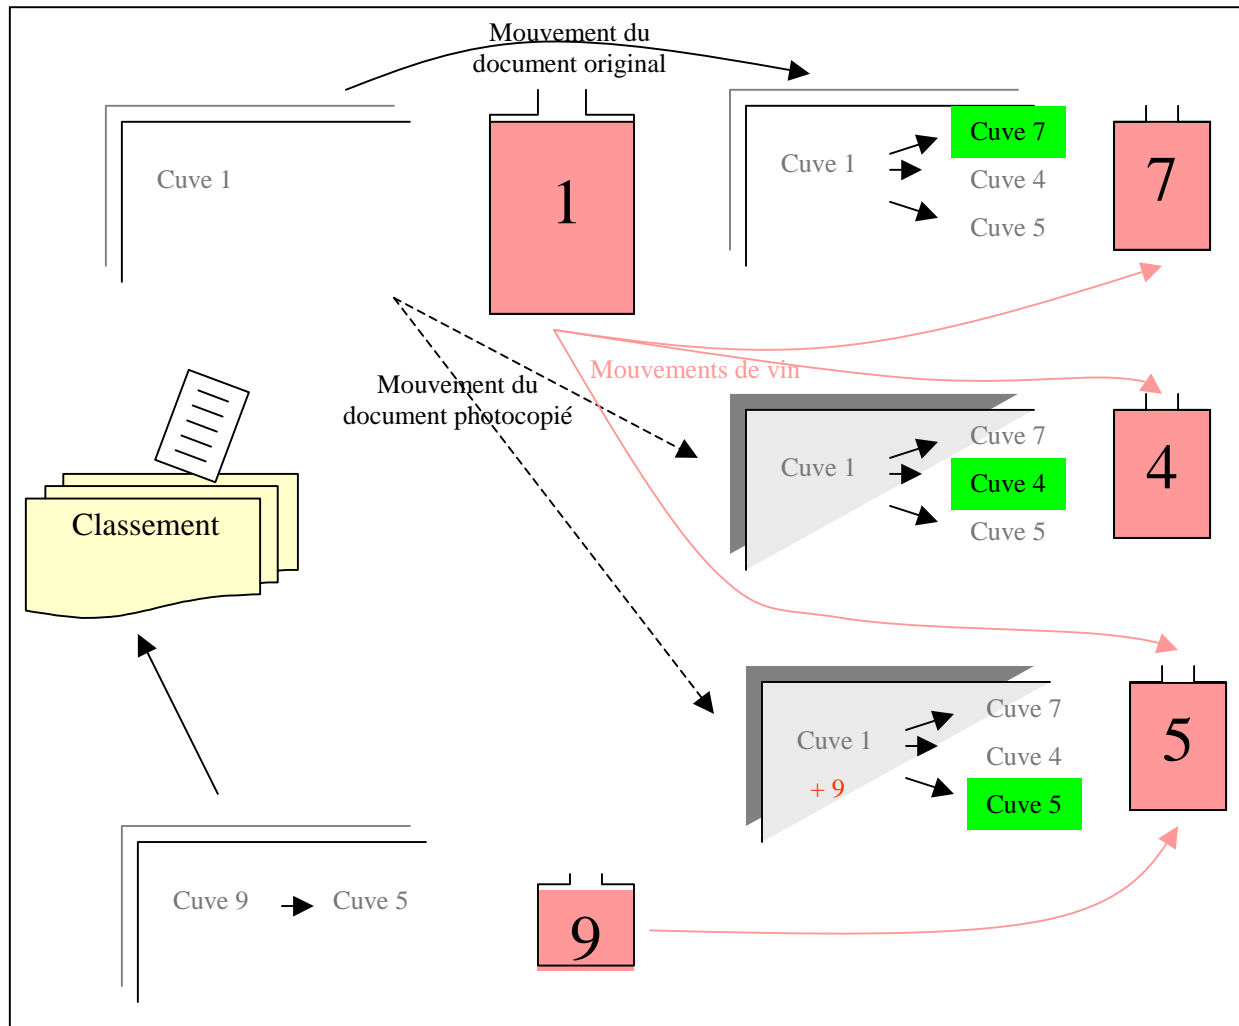 Mouvement du
document original
Cuve 1
1
Cuve 1
Cuve 7
Cuve 4
Cuve 5
7
Mouvements de vin
Mouvement du
document photocopié
Cuve 1
Cuve 7
Cuve 4
Cuve 5
4
Classement
Cuve 1
+ 9
Cuve 7
Cuve 4
Cuve 5
5
Cuve 9
Cuve 5
9